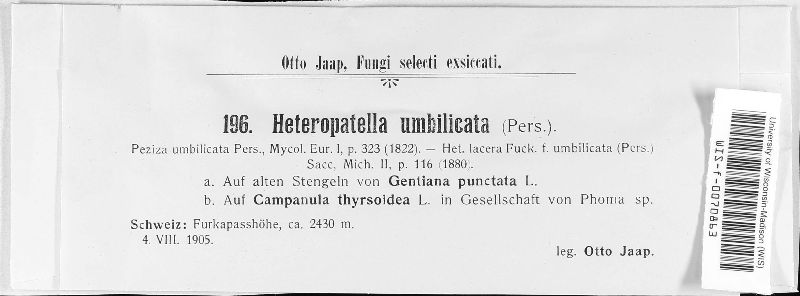 Otto Jaap, Fungi selecti exsiccati.
196. Heteropatella umbilicata (Pers.).
Peziza umbilicata Pers., Mycol. Eur. I, p. 323 (1822). — Het. lacera Fuck. f. umbilicata (Pers.)
Sacc. Mich. II, p. 116 (1880).
a. Auf alten Stengeln von Gentiana punctata L.
b. Auf Campanula thyrsoidea L. in Gesellschaft von Phoma sp.
Schweiz: Furkapasshöhe, ca. 2430 m.
4. VIII. 1905.
leg. Otto Jaap.
University of Wisconsin-Madison (WIS)
WIS-f-0070893